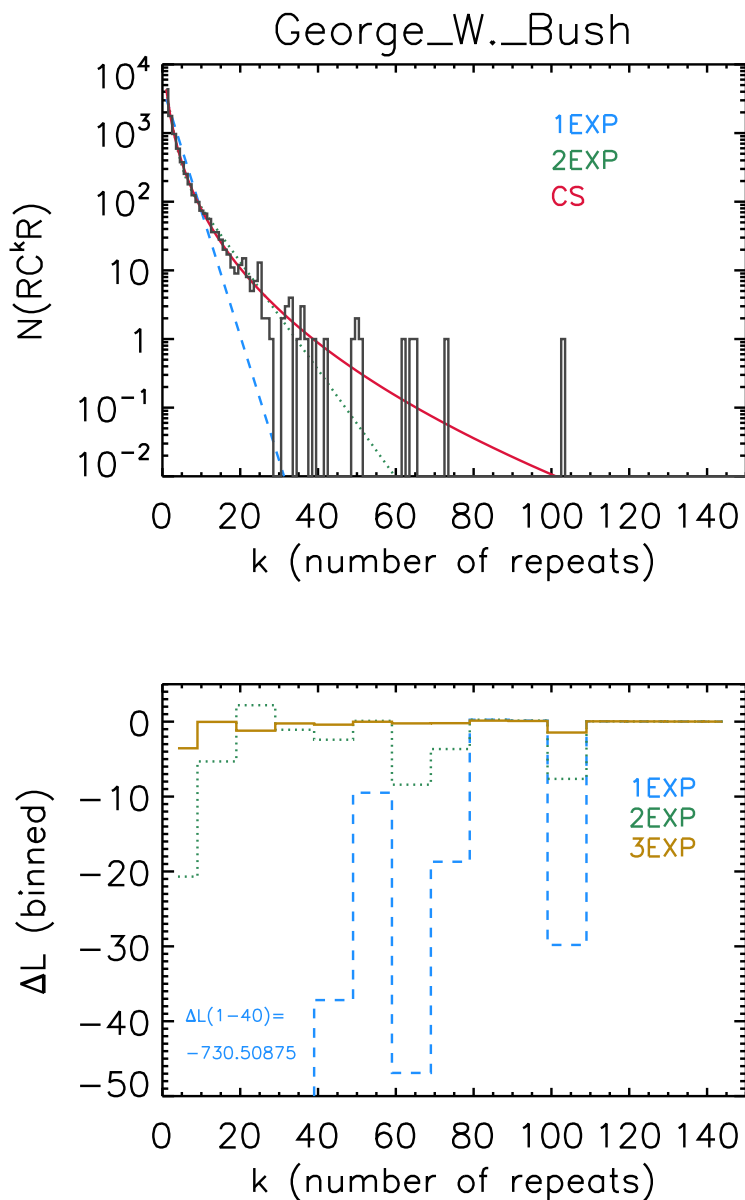 George_W._Bush
N(RC^kR)
10^4
10^3
10^2
10
1
10^-1
10^-2
1EXP
2EXP
CS
0 20 40 60 80 100 120 140
k (number of repeats)
ΔL (binned)
0
-10
-20
-30
-40
-50
1EXP
2EXP
3EXP
ΔL(1-40)=
-730.50875
0 20 40 60 80 100 120 140
k (number of repeats)